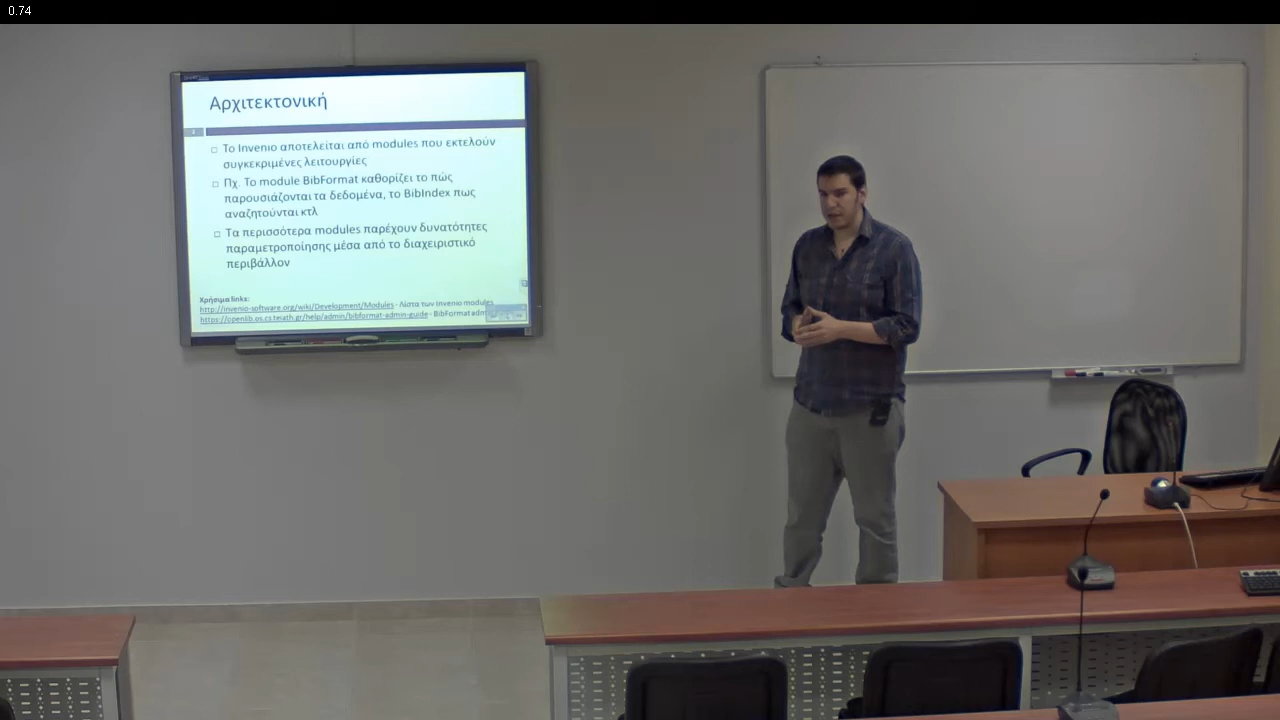 0.74
Αρχιτεκτονική
Το Invenio αποτελείται από modules που εκτελούν
συγκεκριμένες λειτουργίες
Πχ. Το module BibFormat καθορίζει το πώς
παρουσιάζονται τα δεδομένα, το BibIndex πως
αναζητούνται κτλ
Τα περισσότερα modules παρέχουν δυνατότητες
παραμετροποίησης μέσα από το διαχειριστικό
περιβάλλον
Χρήσιμα links:
http://invenio-software.org/wiki/Development/Modules - Λίστα των Invenio modules
https://openlib.os.cs.teiath.gr/help/admin/bibformat-admin-guide - BibFormat adm